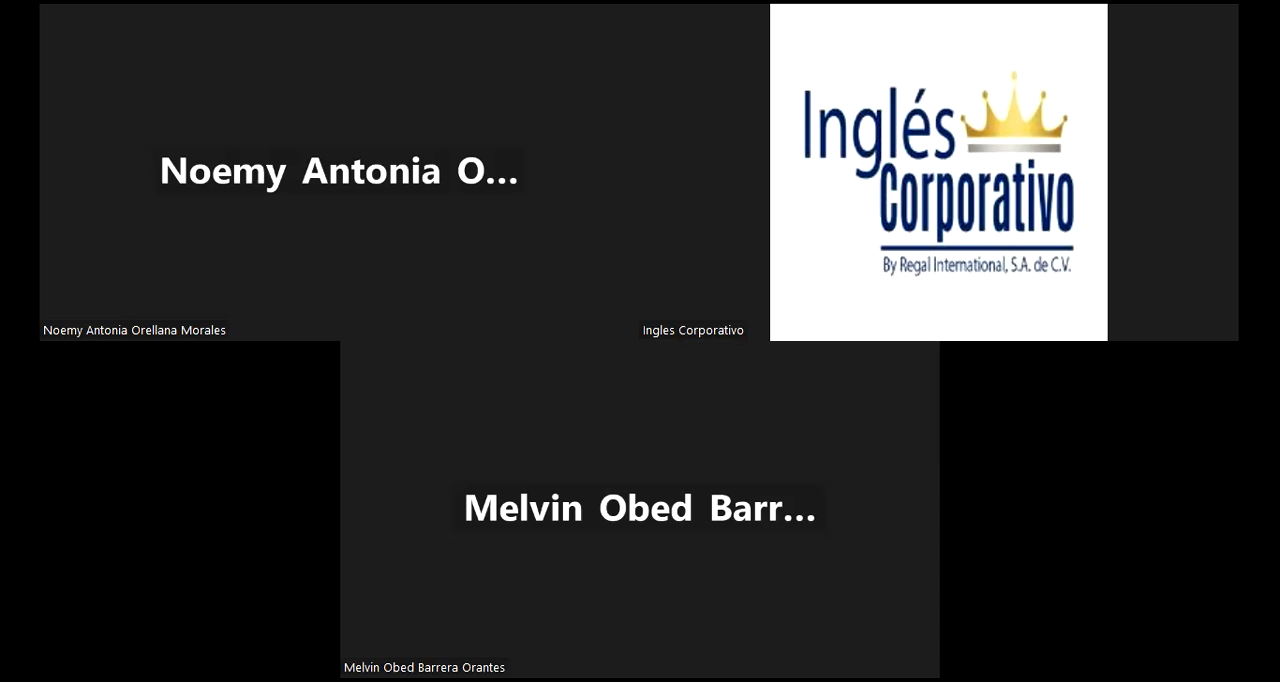 Noemy Antonia O...
Noemy Antonia Orellana Morales
Inglés
Corporativo
By Regal International, S.A. de C.V.
Ingles Corporativo
Melvin Obed Barr...
Melvin Obed Barrera Orantes